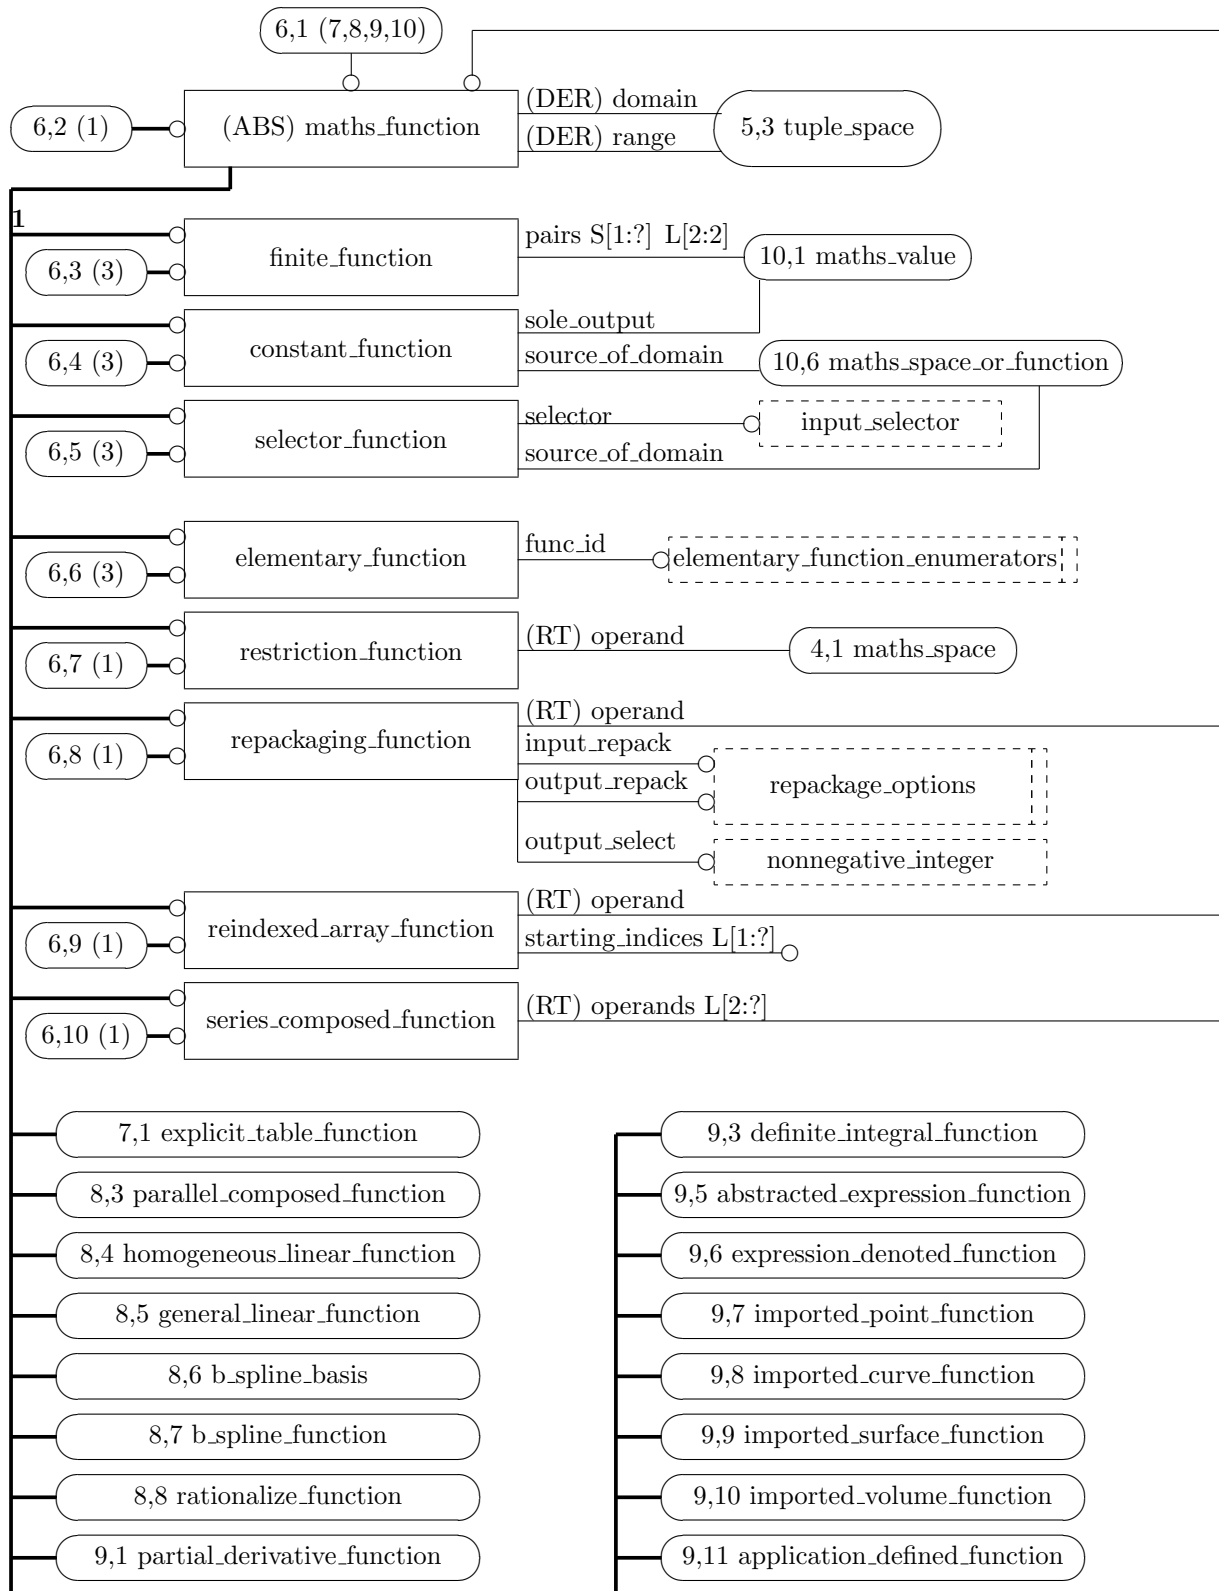 6,1 (7,8,9,10)
6,2 (1)
(ABS) maths_function
(DER) domain
(DER) range
5,3 tuple_space
1
finite_function
pairs S[1:?] L[2:2]
6,3 (3)
10,1 maths_value
constant_function
sole_output
source_of_domain
6,4 (3)
10,6 maths_space_or_function
selector_function
selector
input_selector
source_of_domain
6,5 (3)
elementary_function
func_id
elementary_function_enumerators
6,6 (3)
restriction_function
(RT) operand
4,1 maths_space
6,7 (1)
repackaging_function
(RT) operand
input_repack
output_repack
repackage_options
6,8 (1)
output_select
nonnegative_integer
reindexed_array_function
(RT) operand
starting_indices L[1:?]
6,9 (1)
series_composed_function
(RT) operands L[2:?]
6,10 (1)
7,1 explicit_table_function
8,3 parallel_composed_function
8,4 homogeneous_linear_function
8,5 general_linear_function
8,6 b_spline_basis
8,7 b_spline_function
8,8 rationalize_function
9,1 partial_derivative_function
9,3 definite_integral_function
9,5 abstracted_expression_function
9,6 expression_denoted_function
9,7 imported_point_function
9,8 imported_curve_function
9,9 imported_surface_function
9,10 imported_volume_function
9,11 application_defined_function